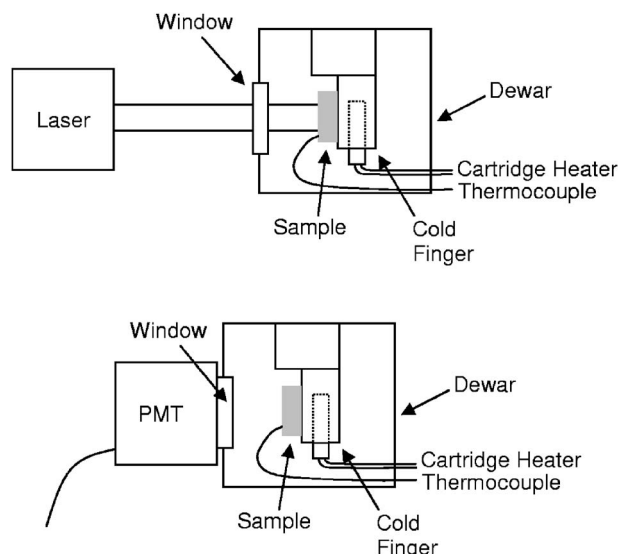 Window
Laser
Dewar
Cartridge Heater
Thermocouple
Sample
Cold
Finger
Window
PMT
Dewar
Cartridge Heater
Thermocouple
Sample
Cold
Finger